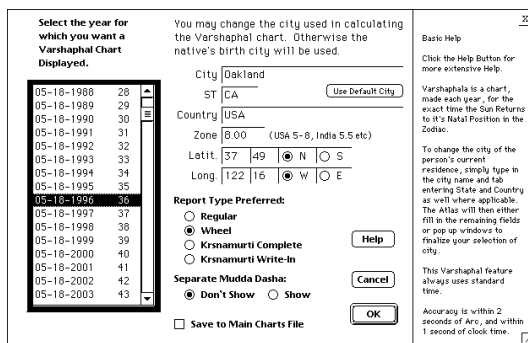 Select the year for
which you want a
Varshaphal Chart
Displayed.
05-18-1988 28
05-18-1989 29
05-18-1990 30
05-18-1991 31
05-18-1992 32
05-18-1993 33
05-18-1994 34
05-18-1995 35
05-18-1996 36
05-18-1997 37
05-18-1998 38
05-18-1999 39
05-18-2000 40
05-18-2001 41
05-18-2002 42
05-18-2003 43
You may change the city used in calculating
the Varshaphal chart. Otherwise the
native's birth city will be used.
City Oakland
ST CA Use Default City
Country USA
Zone 8.00 (USA 5-8, India 5.5 etc)
Latit. 37 49 N S
Long. 122 16 W E
Report Type Preferred:
Regular
Wheel
Krsnamurti Complete
Krsnamurti Write-In
Help
Separate Mudda Dasha:
Don't Show Show
Cancel
Save to Main Charts File
OK
Basic Help
Click the Help Button for
more extensive Help.
Varshaphala is a chart,
made each year, for the
exact time the Sun Returns
to it's Natal Position in the
Zodiac.
To change the city of the
person's current
residence, simply type in
the city name and tab
entering State and Country
as well where applicable.
The Atlas will then either
fill in the remaining fields
or pop up windows to
finalize your selection of
city.
This Varshaphal feature
always uses standard
time.
Accuracy is within 2
seconds of Arc, and within
1 second of clock time.